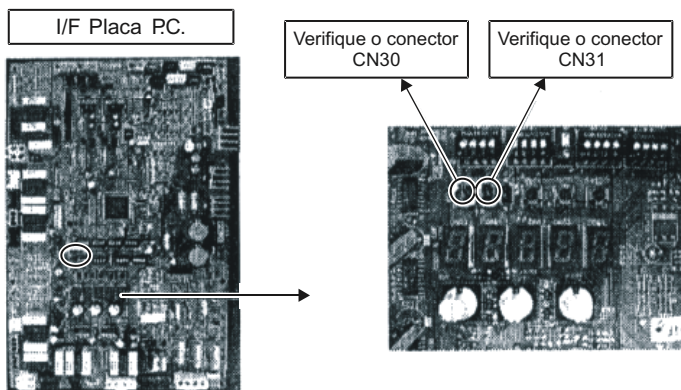 I/F Placa P.C.
Verifique o conector
CN30
Verifique o conector
CN31